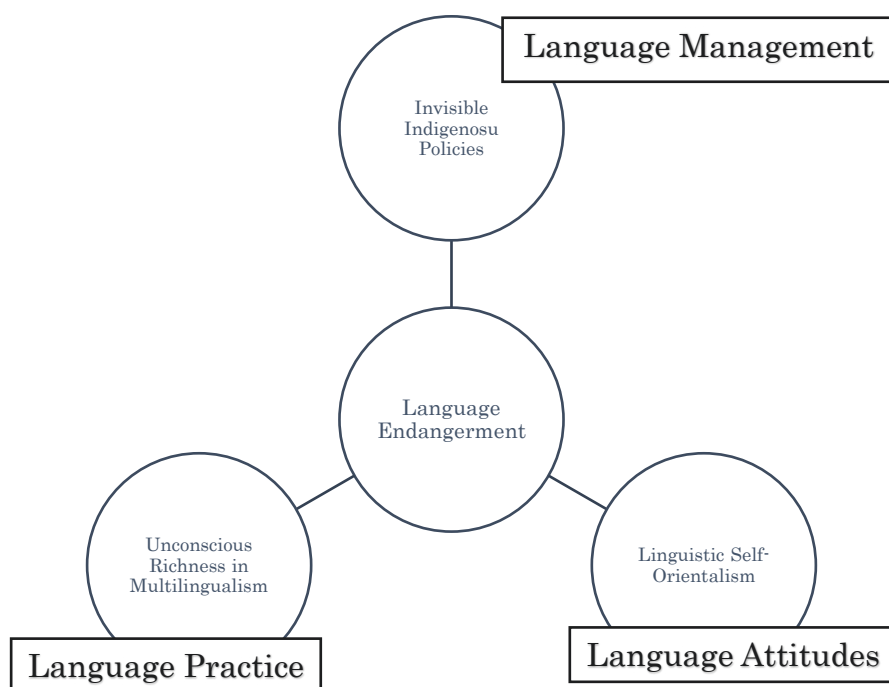 Language Management
Invisible
Indigenosu
Policies
Language
Endangerment
Unconscious
Richness in
Multilingualism
Linguistic Self-
Orientalism
Language Practice
Language Attitudes